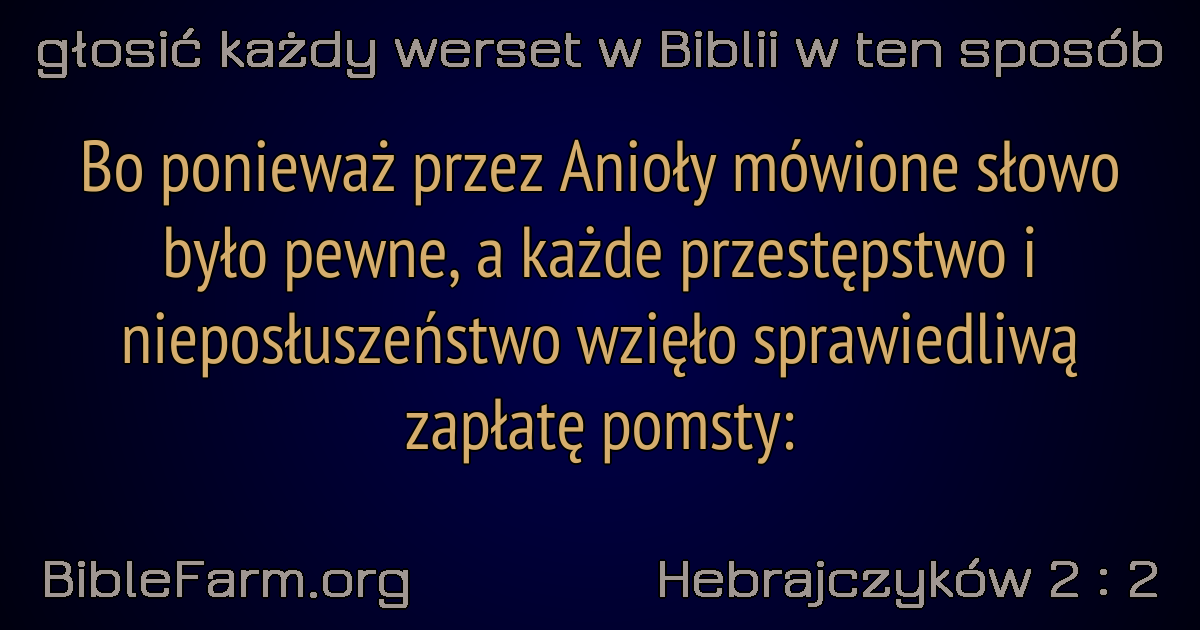 głosić każdy werset w Biblii w ten sposób
Bo ponieważ przez Anioły mówione słowo
było pewne, a każde przestępstwo i
nieposłuszeństwo wzięło sprawiedliwą
zapłatę pomsty:
BibleFarm.org
Hebrajczyków 2 : 2